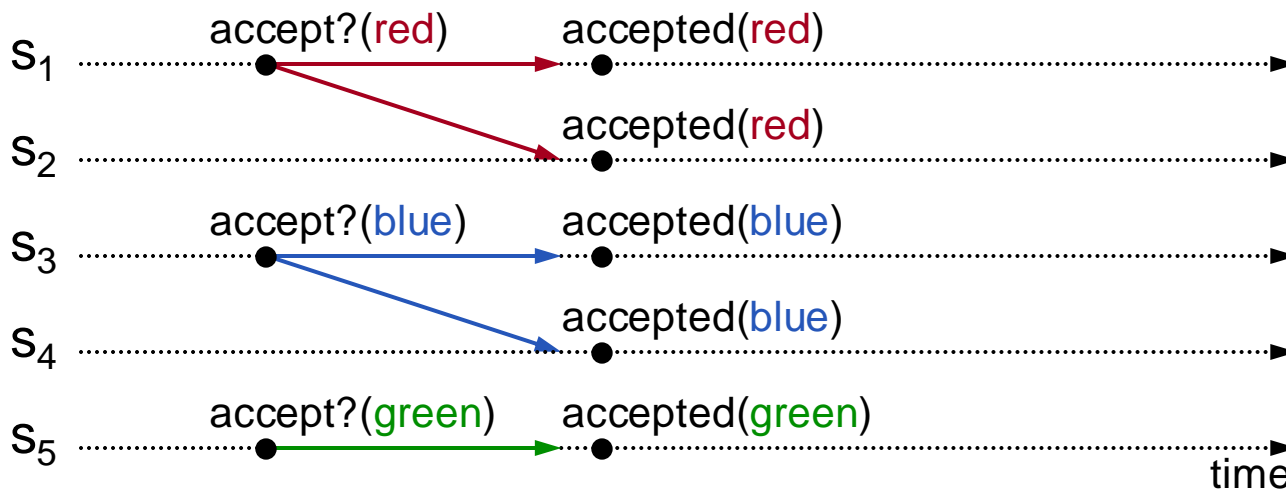 accept?(red) accepted(red)
S1
accepted(red)
S2
accept?(blue) accepted(blue)
S3
accepted(blue)
S4
accept?(green) accepted(green)
S5
time